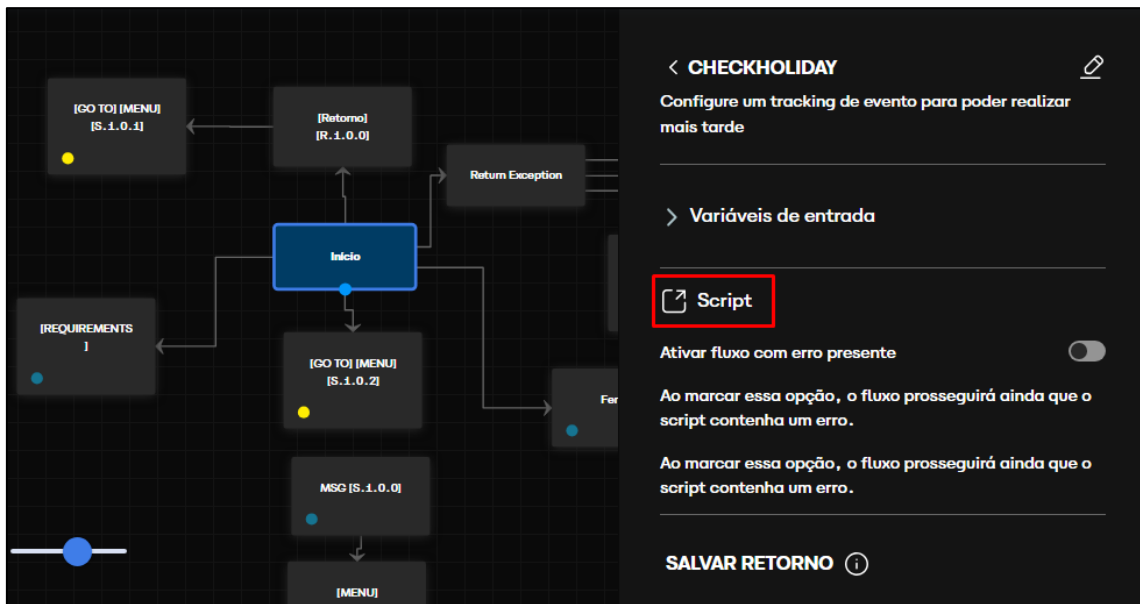 [GO TO] [MENU]
[S.1.0.1]
[Retorno]
[R.1.0.0]
Return Exception
Início
[REQUIREMENTS
]
[GO TO] [MENU]
[S.1.0.2]
Fer
MSG [S.1.0.0]
[MENU]
CHECKHOLIDAY
Configure um tracking de evento para poder realizar
mais tarde
Variáveis de entrada
Script
Ativar fluxo com erro presente
Ao marcar essa opção, o fluxo prosseguirá ainda que o
script contenha um erro.
Ao marcar essa opção, o fluxo prosseguirá ainda que o
script contenha um erro.
SALVAR RETORNO